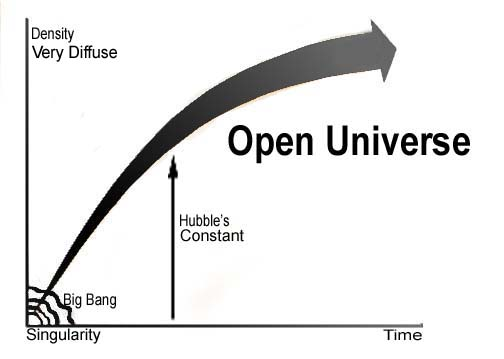 Density
Very Diffuse
Open Universe
Hubble's
Constant
Big Bang
Singularity
Time